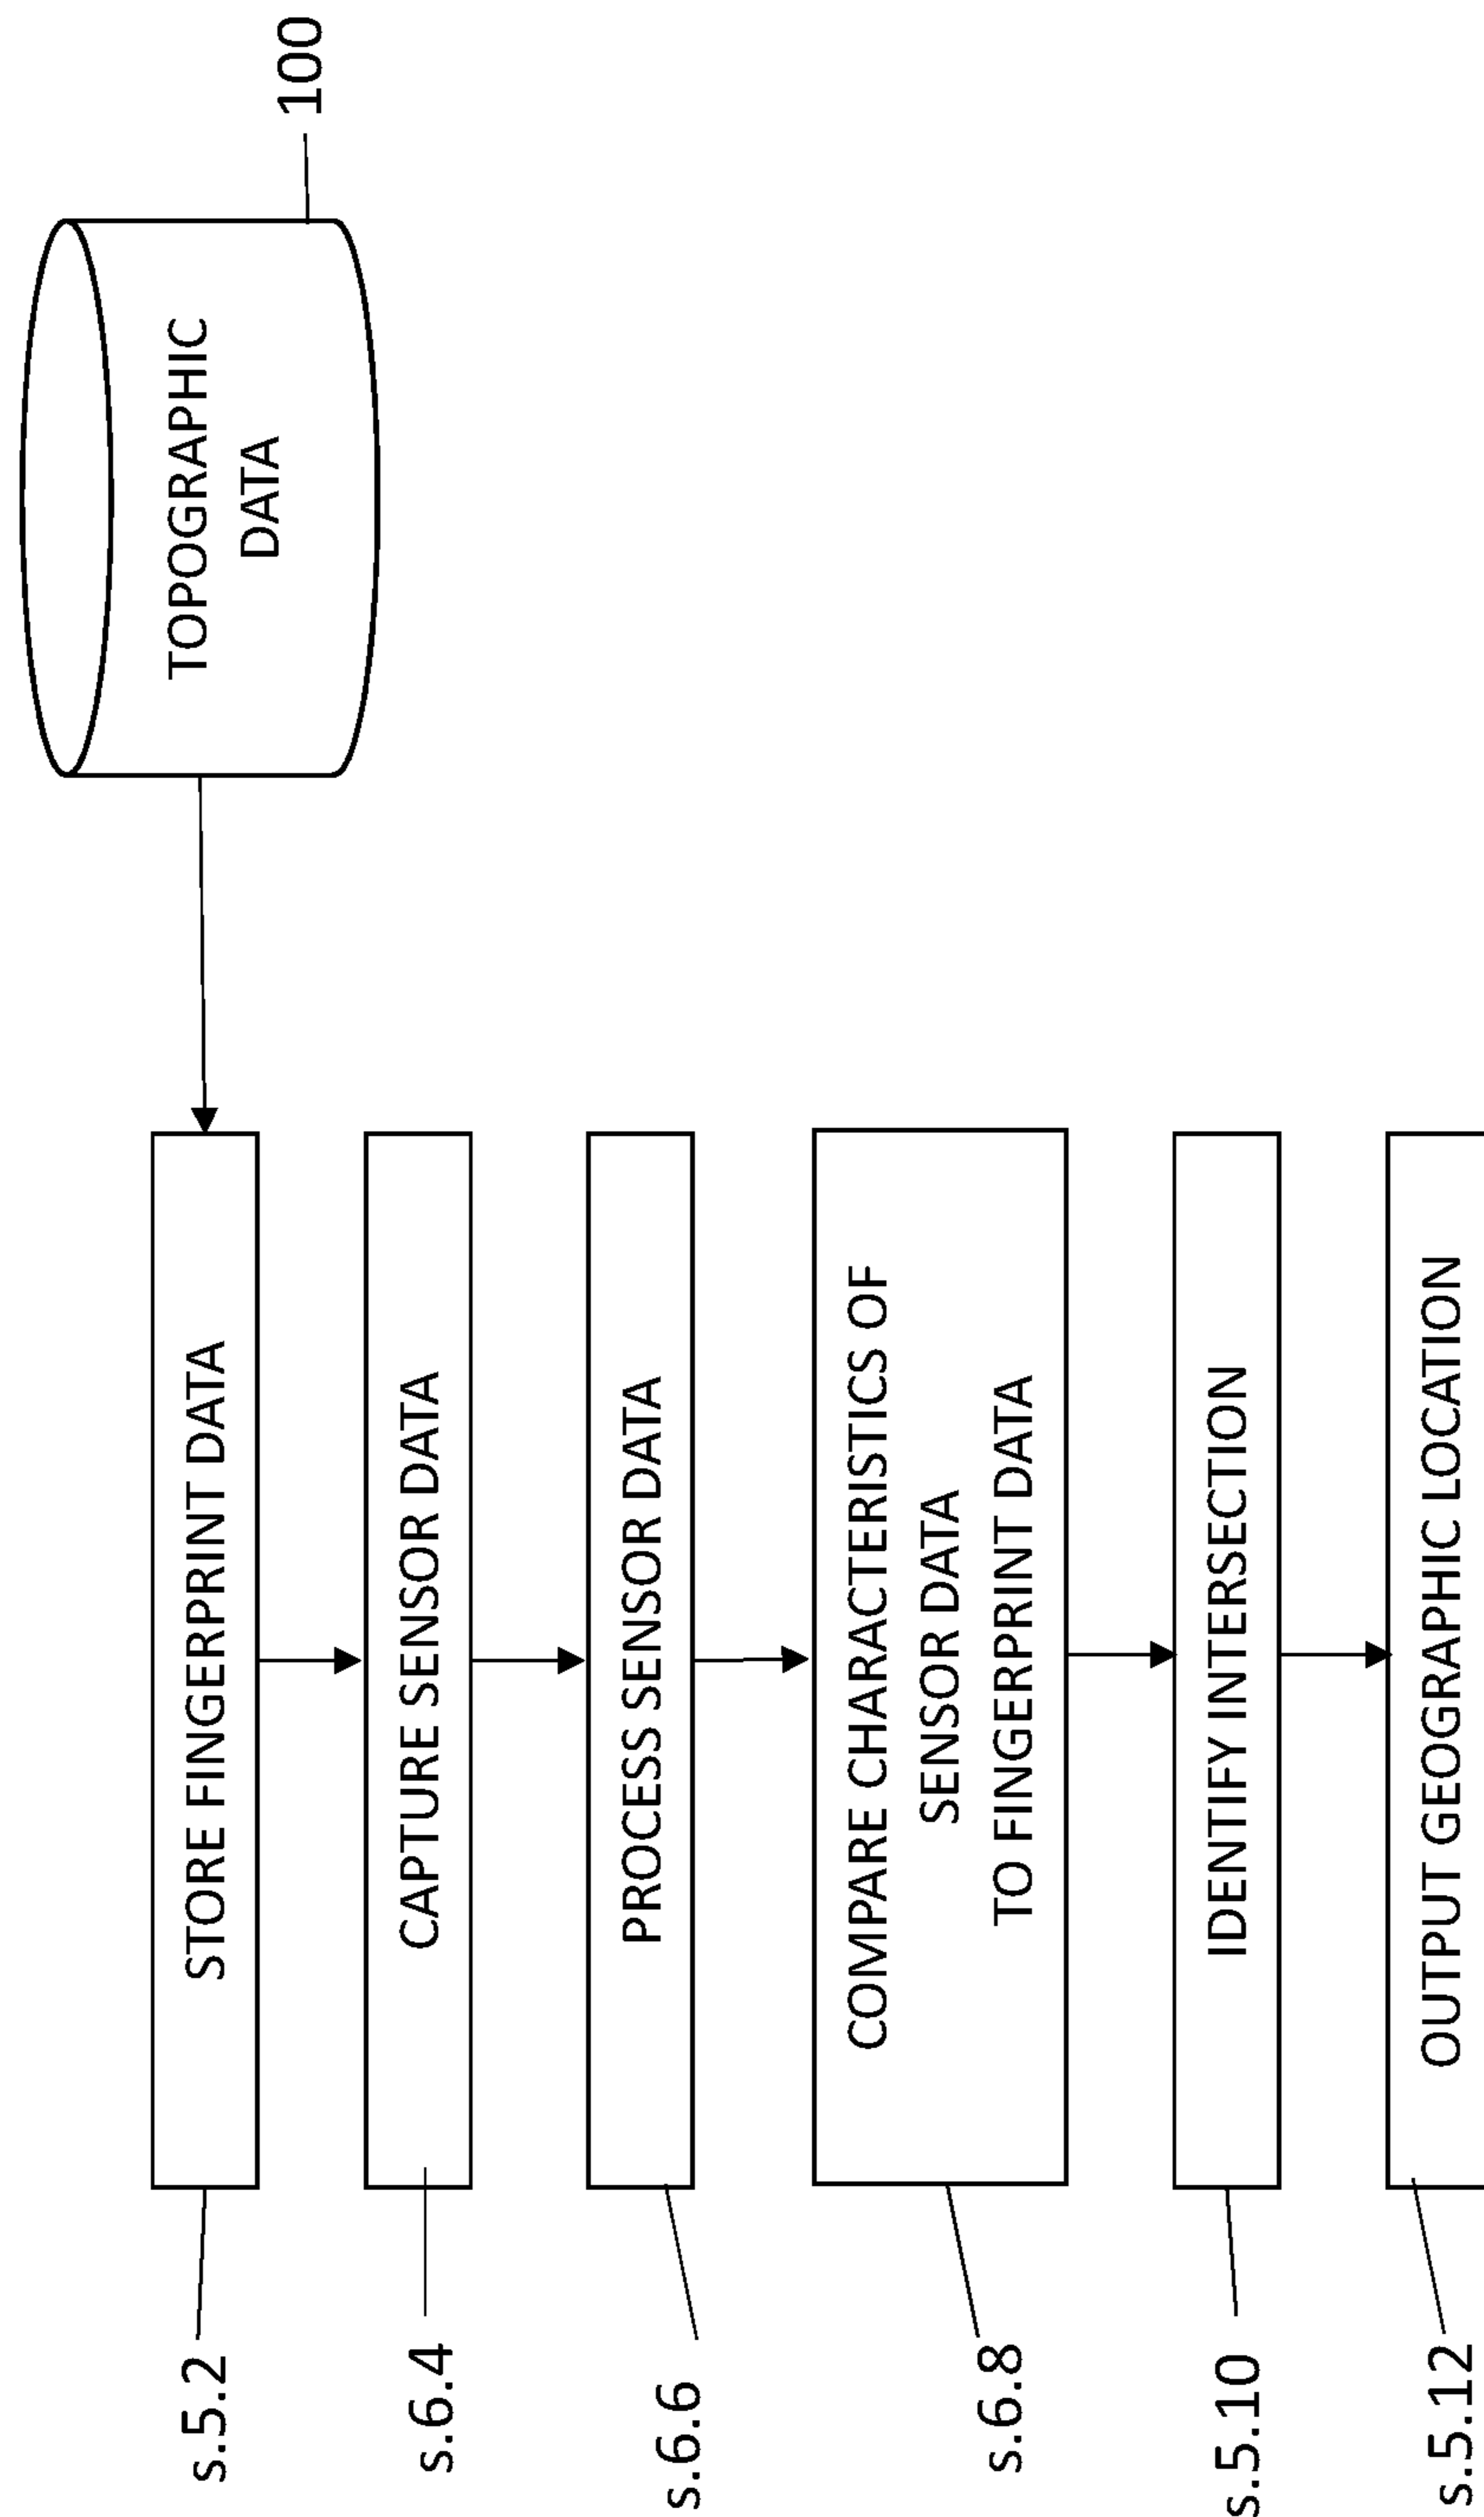 100
TOPOGRAPHIC
DATA
s.5.2
STORE FINGERPRINT DATA
s.6.4
CAPTURE SENSOR DATA
s.6.6
PROCESS SENSOR DATA
s.6.8
COMPARE CHARACTERISTICS OF
SENSOR DATA
TO FINGERPRINT DATA
s.5.10
IDENTIFY INTERSECTION
s.5.12
OUTPUT GEOGRAPHIC LOCATION